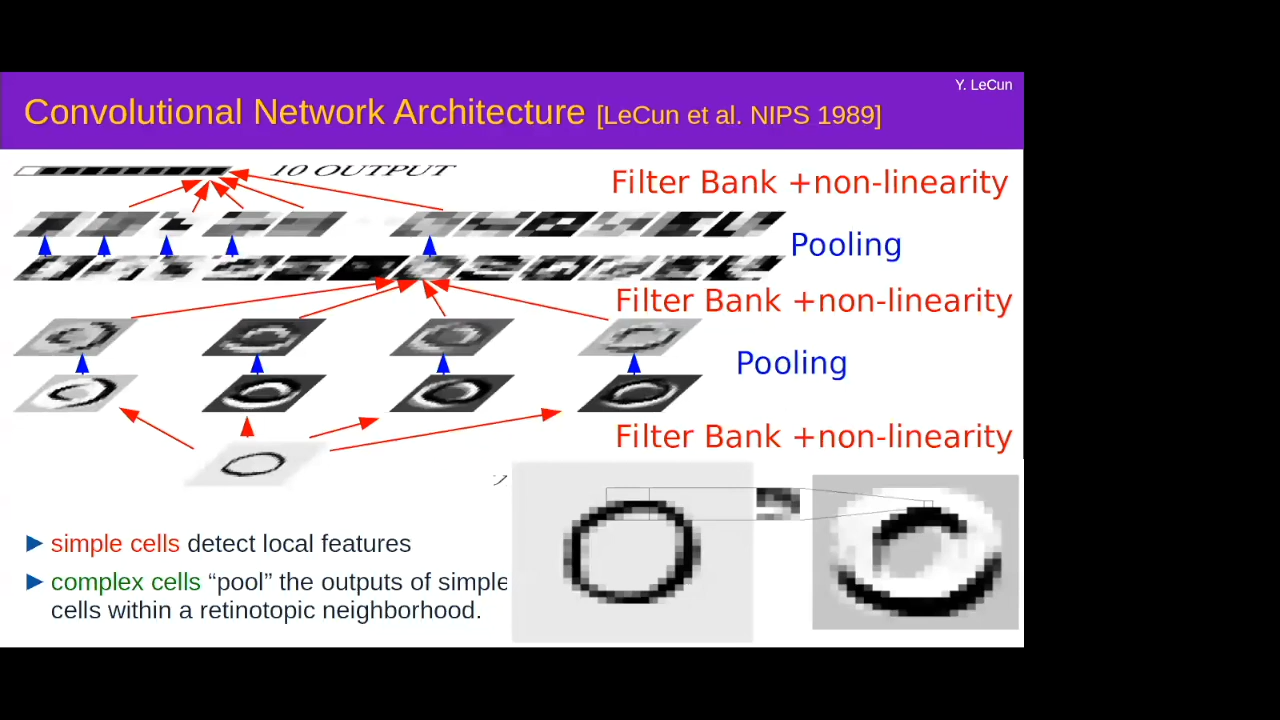 Y. LeCun
Convolutional Network Architecture [LeCun et al. NIPS 1989]
10 OUTPUT
Filter Bank +non-linearity
Pooling
Filter Bank +non-linearity
Pooling
Filter Bank +non-linearity
► simple cells detect local features
► complex cells “pool” the outputs of simple
cells within a retinotopic neighborhood.